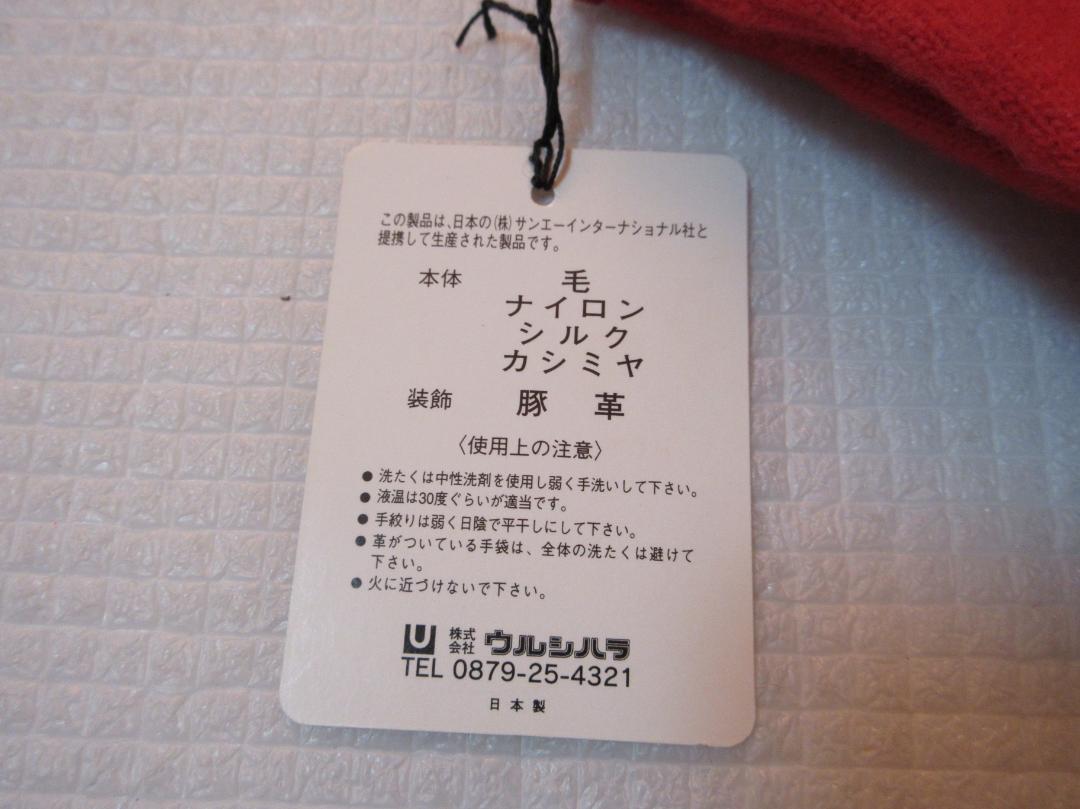 この製品は、日本の(株)サンエーインターナショナル社と
提携して生産された製品です。
本体 毛
ナイロン
シルク
カシミヤ
装飾 豚革
〈使用上の注意〉
● 洗たくは中性洗剤を使用し弱く手洗いして下さい。
● 液温は30度ぐらいが適当です。
● 手絞りは弱く日陰で平干しにして下さい。
● 革がついている手袋は、全体の洗たくは避けて
下さい。
● 火に近づけないで下さい。
U 株式会社 ウルシハラ
TEL 0879-25-4321
日本製